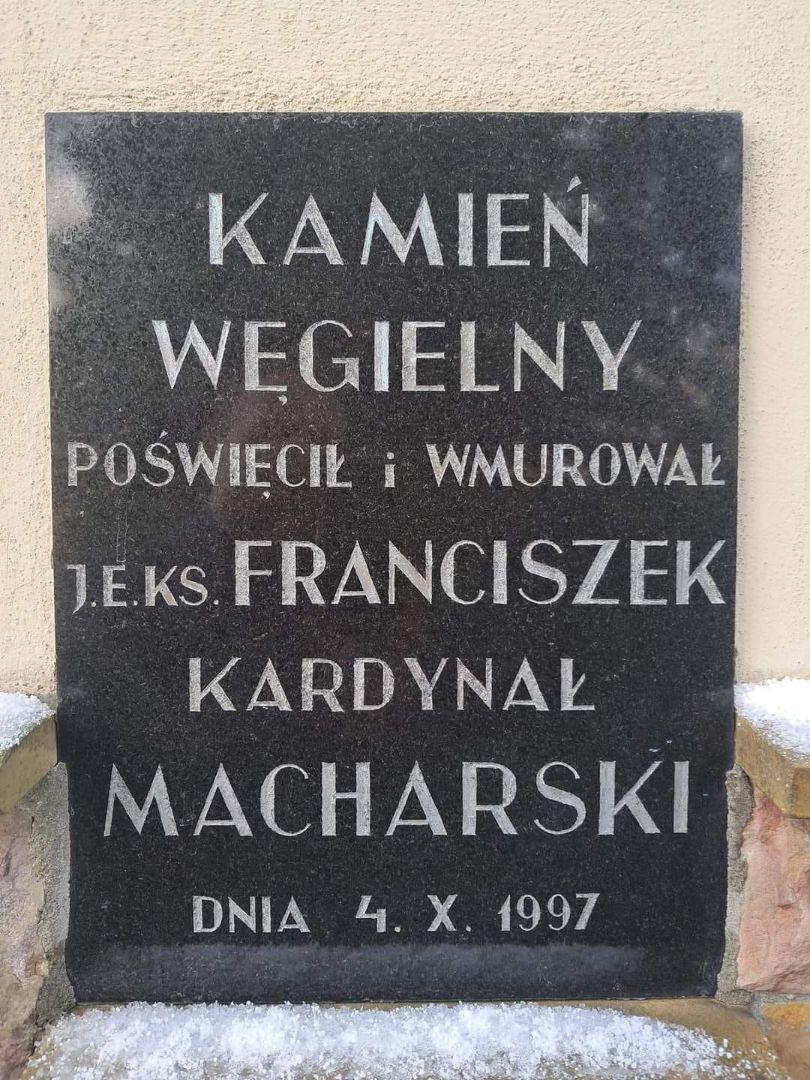 KAMIEŃ
WĘGIELNY
POŚWIĘCIŁ i WMUROWAŁ
J.E.KS. FRANCISZEK
KARDYNAŁ
MACHARSKI
DNIA 4. X. 1997